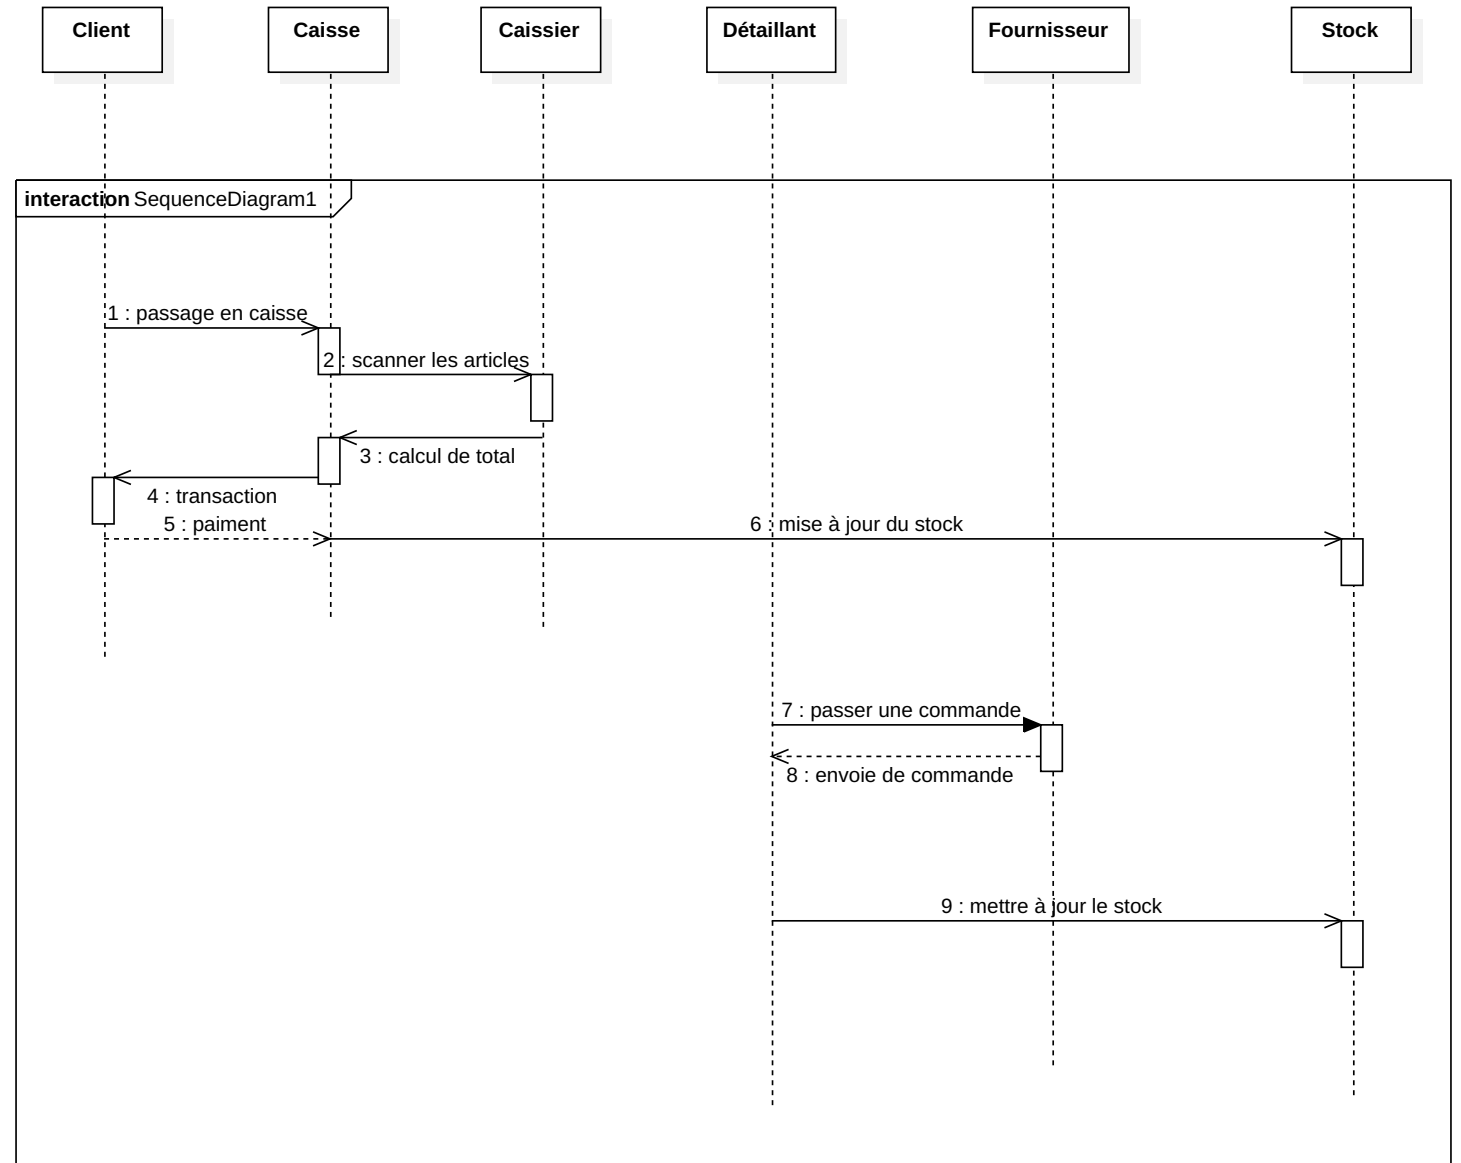 Client
Caisse
Caissier
Détaillant
Fournisseur
Stock
interaction SequenceDiagram1
1 : passage en caisse
2 : scanner les articles
3 : calcul de total
4 : transaction
5 : paiment
6 : mise à jour du stock
7 : passer une commande
8 : envoie de commande
9 : mettre à jour le stock